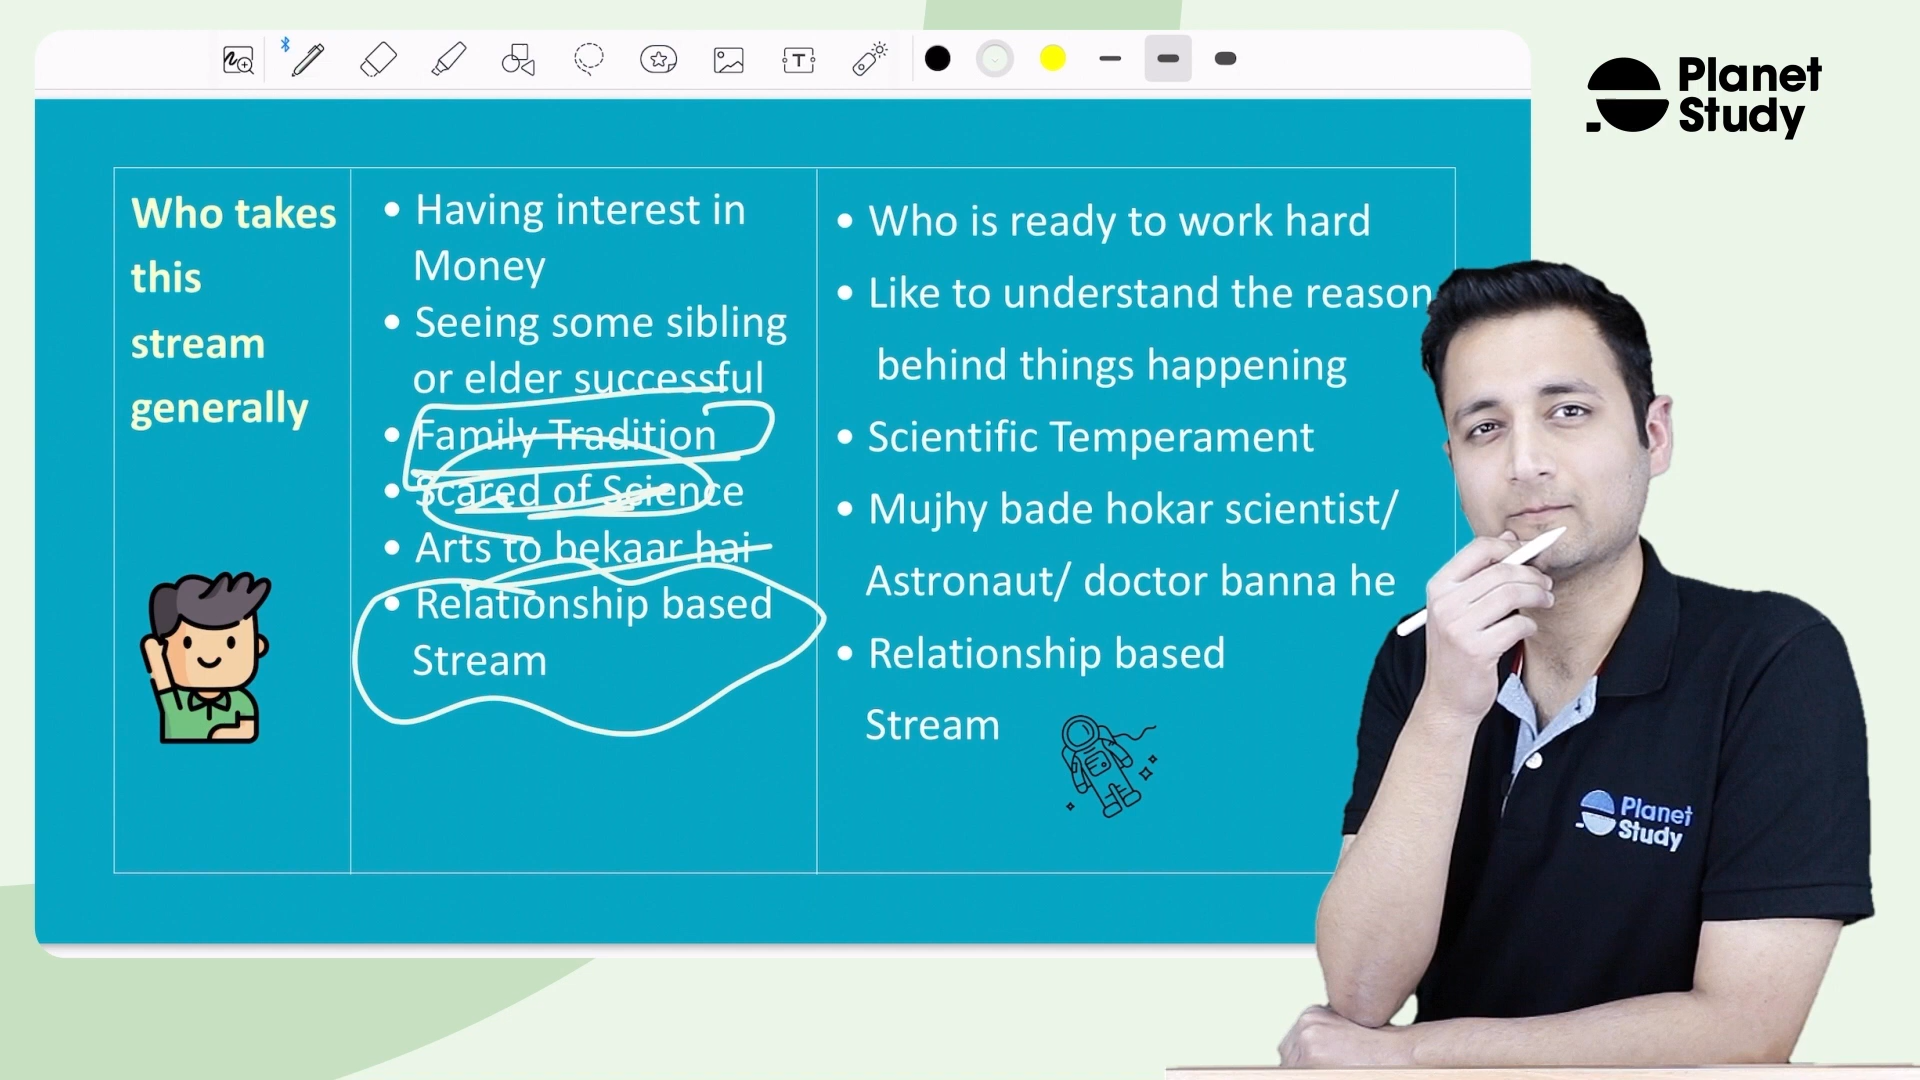 Planet
Study
Who takes
this
stream
generally
• Having interest in
Money
• Seeing some sibling
or elder successful
• Family Tradition
• Scared of Science
• Arts to bekaar hai
• Relationship based
Stream
• Who is ready to work hard
• Like to understand the reason
behind things happening
• Scientific Temperament
• Mujhy bade hokar scientist/
Astronaut/ doctor banna he
• Relationship based
Stream
Planet
Study